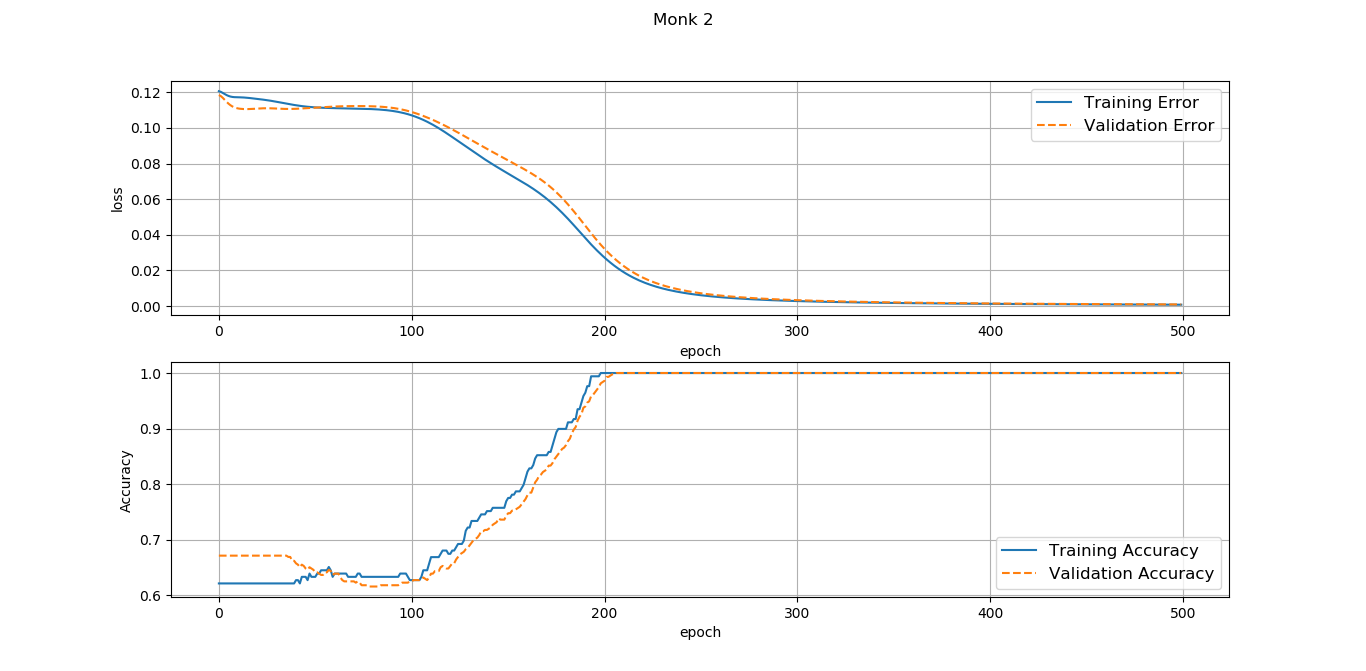 Monk 2
0.12
0.10
0.08
0.06
0.04
0.02
0.00
loss
Training Error
Validation Error
0 100 200 300 400 500
epoch
1.0
0.9
0.8
0.7
0.6
Accuracy
Training Accuracy
Validation Accuracy
0 100 200 300 400 500
epoch